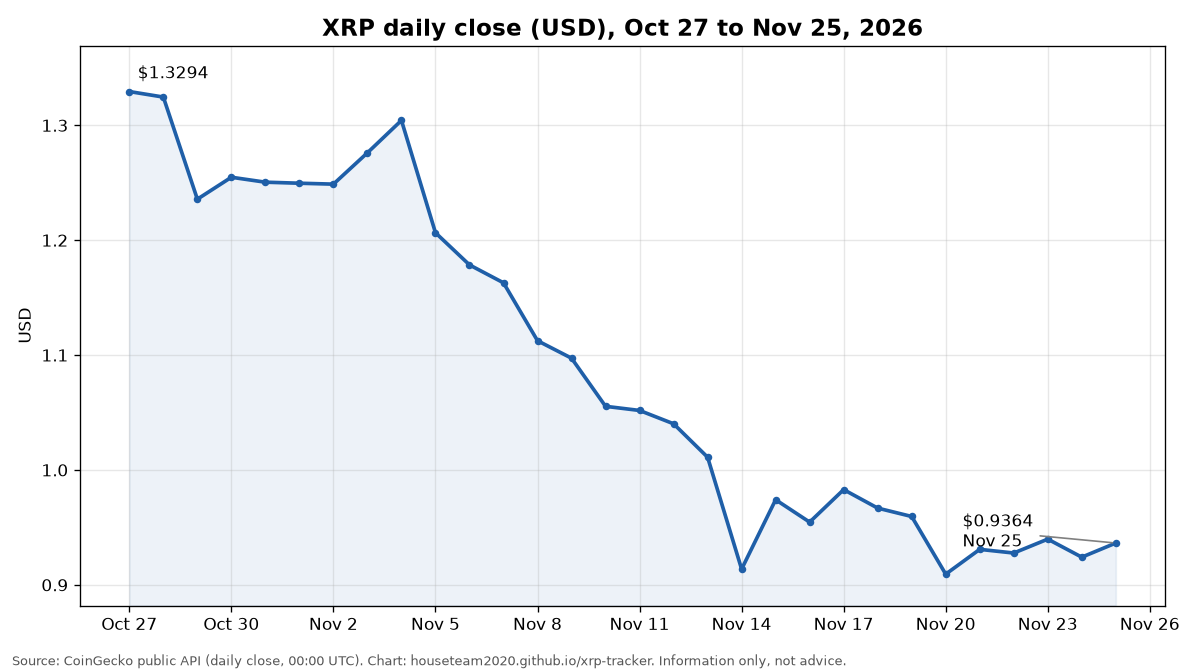 XRP daily close (USD), Oct 27 to Nov 25, 2026
$1.3294
1.3
1.2
1.1
1.0
0.9
USD
$0.9364
Nov 25
Oct 27 Oct 30 Nov 2 Nov 5 Nov 8 Nov 11 Nov 14 Nov 17 Nov 20 Nov 23 Nov 26
Source: CoinGecko public API (daily close, 00:00 UTC). Chart: houseteam2020.github.io/xrp-tracker. Information only, not advice.